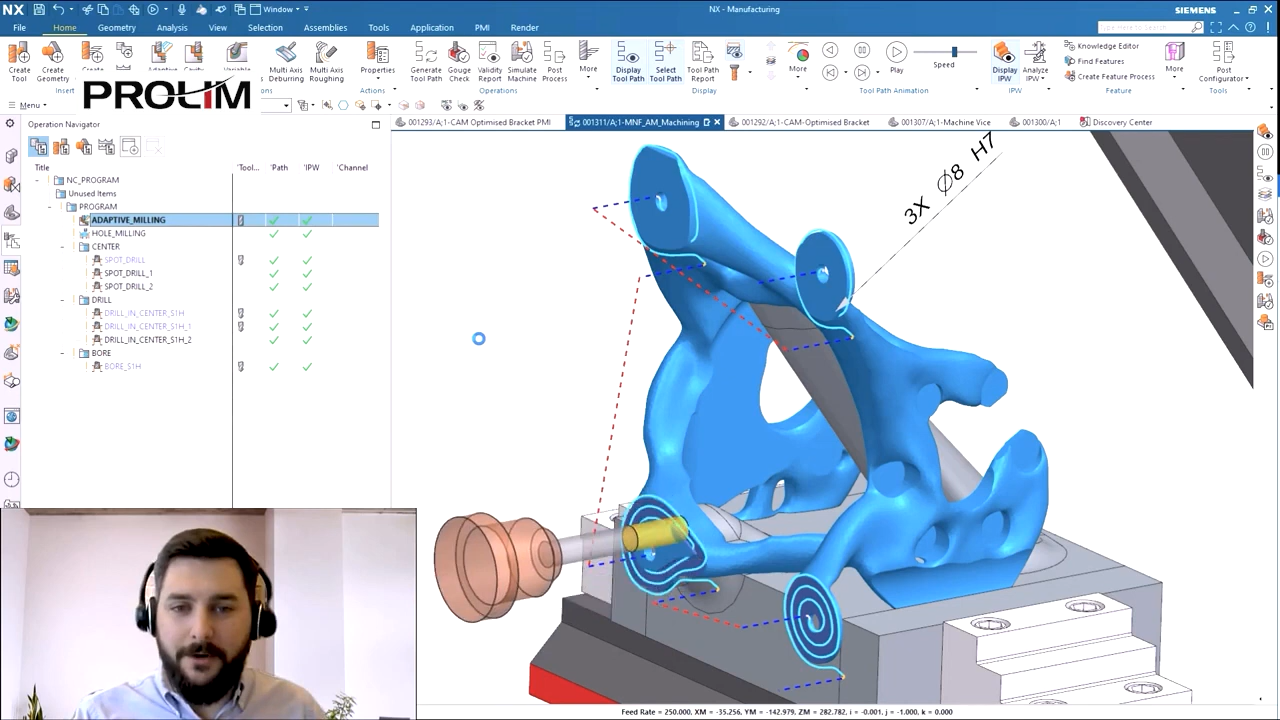 NX
Window
NX - Manufacturing
SIEMENS
File
Home
Geometry
Analysis
View
Selection
Assemblies
Tools
Application
PMI
Render
Create Tool
Create Geometry
Create
Adaptive
Multi Axis Deburring
Multi Axis Deburring
Properties
Generate Tool Path
Gouge Check
Validity Check
Simulate Machine
Post Process
More
Display Tool Path
Select Tool Path
Tool Path Report
More
Play
Speed
Display IPW
Analyze IPW
Knowledge Editor
Find Features
Create Feature Process
More
Post Configurator
Insert
Actions
Operations
Display
Tool Path Animation
IPW
Feature
Tools
Menu
PROLIM
001293/A;1-CAM Optimised Bracket PMI
001311/A;1-MNF_AM_Machining
001292/A;1-CAM-Optimised Bracket
001307/A;1-Machine Vice
001300/A;1
Discovery Center
Operation Navigator
Title
'Tool...
'Path
'IPW
'Channel
NC_PROGRAM
Unused Items
PROGRAM
ADAPTIVE_MILLING
HOLE_MILLING
CENTER
SPOT_DRILL
SPOT_DRILL_1
SPOT_DRILL_2
DRILL
DRILL_IN_CENTER_S1H
DRILL_IN_CENTER_S1H_1
DRILL_IN_CENTER_S1H_2
BORE
BORE_S1H
3X Ø8 H7
Feed Rate = 250.000, XM = -35.256, YM = -142.979, ZM = 282.782, i = -0.001, j = -1.000, k = 0.000